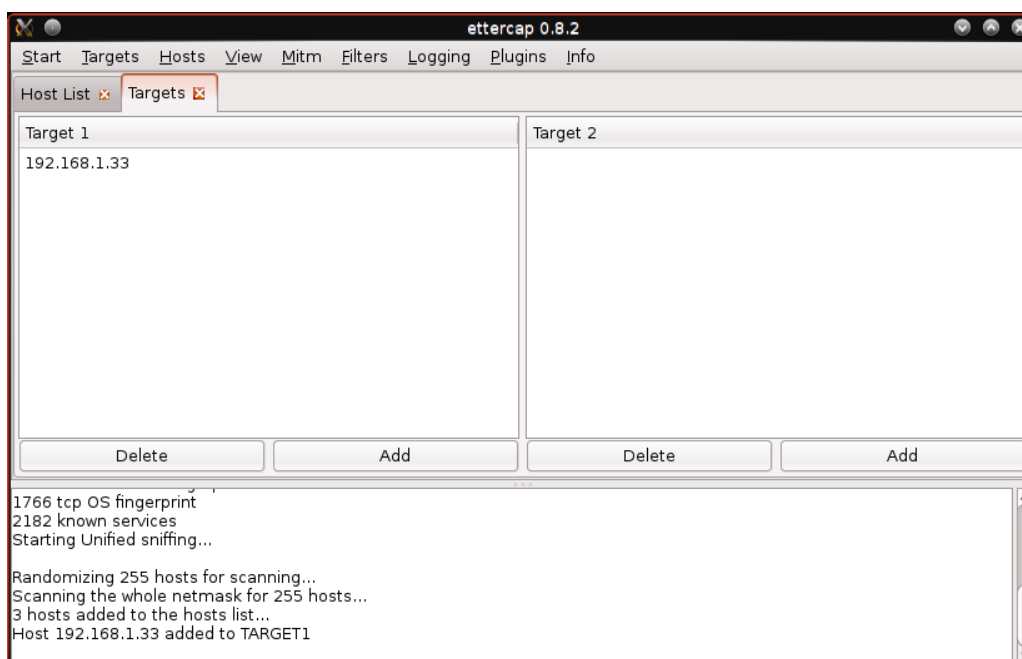 ettercap 0.8.2
Start Targets Hosts View Mitm Filters Logging Plugins Info
Host List Targets
Target 1 Target 2
192.168.1.33
Delete Add Delete Add
1766 tcp OS fingerprint
2182 known services
Starting Unified sniffing...
Randomizing 255 hosts for scanning...
Scanning the whole netmask for 255 hosts...
3 hosts added to the hosts list...
Host 192.168.1.33 added to TARGET1